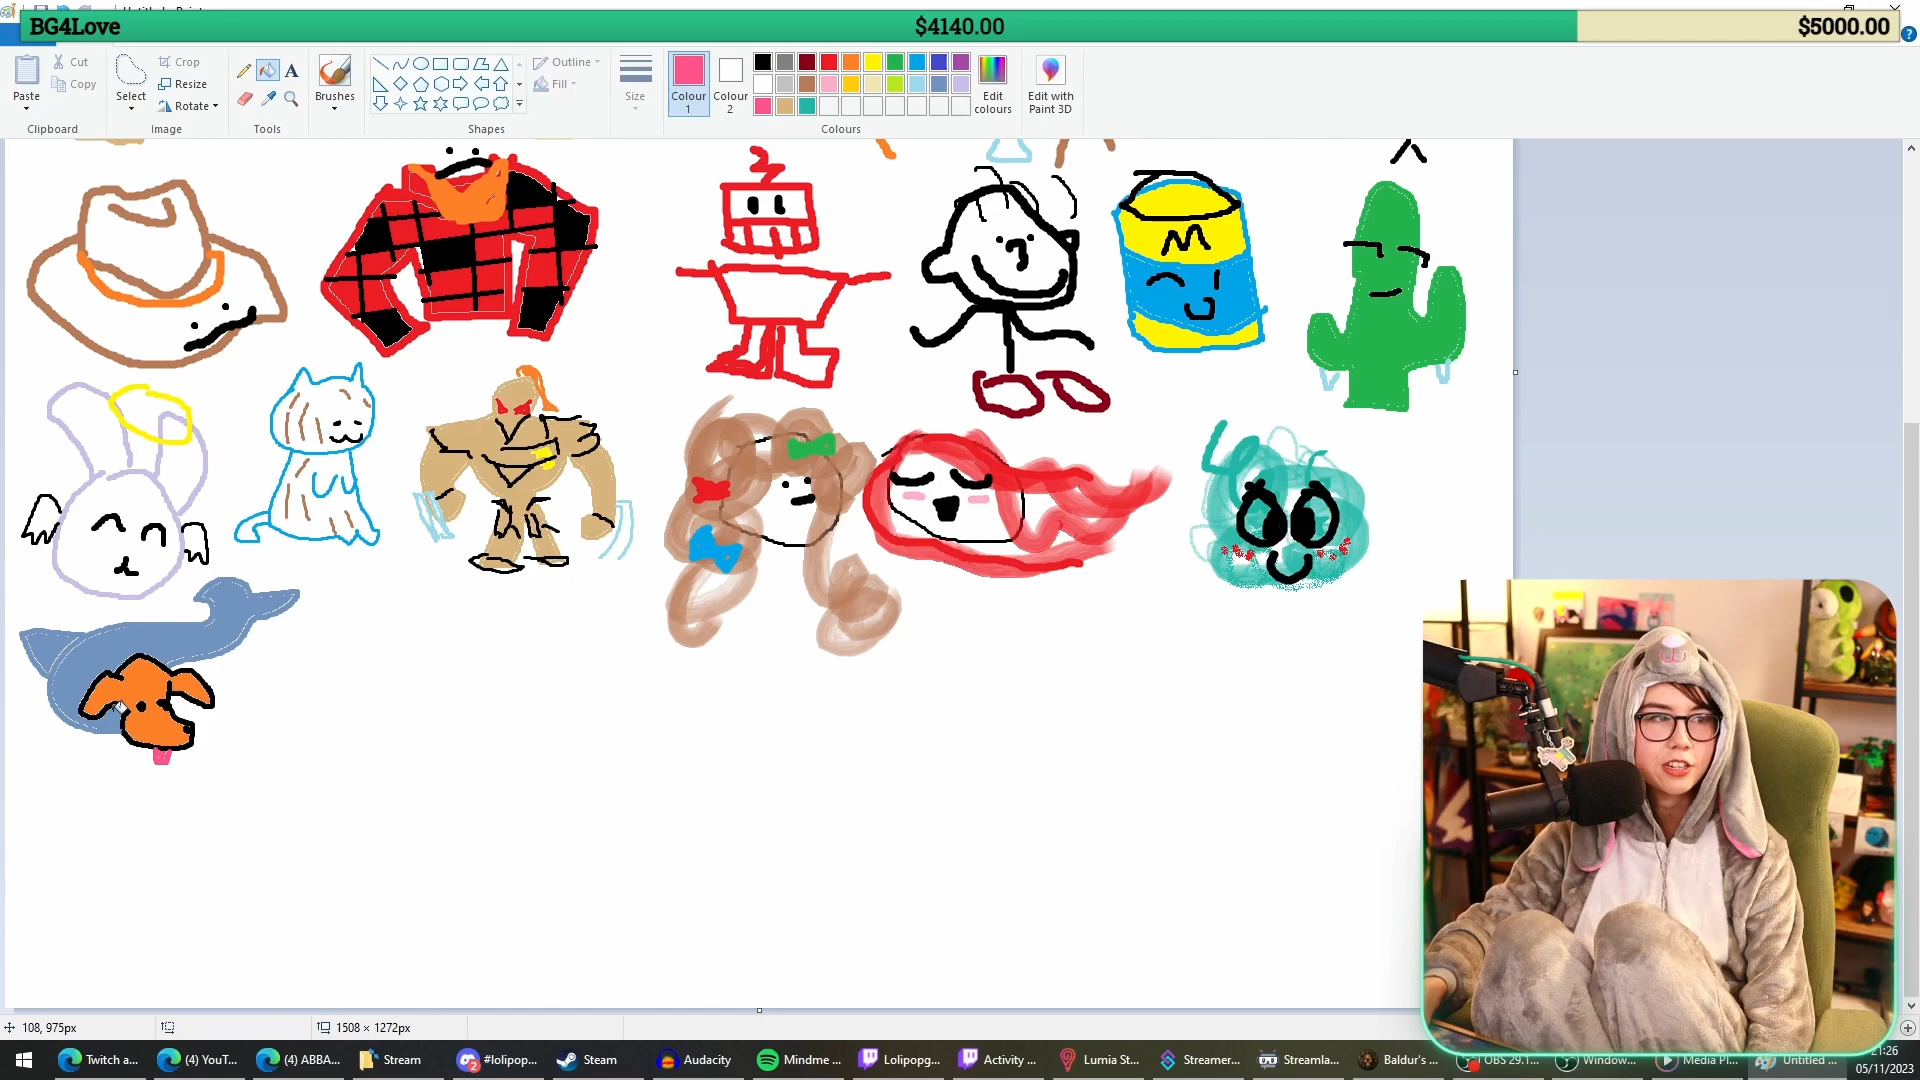 BG4Love $4140.00 $5000.00
Paste
Cut
Copy
Clipboard
Select
Crop
Resize
Rotate
Image
A
Tools
Brushes
Outline
Fill
Shapes
Size
Colour
1
Colour
2
Edit
colours
Edit with
Paint 3D
Colours
M
108, 975px
1508 × 1272px
Twitch a...
(4) YouT...
(4) ABBA...
Stream
#lolipop...
Steam
Audacity
Mindme ...
Lolipopg...
Activity ...
Lumia St...
Streamer...
Streamla...
Baldur's ...
OBS 29.1...
Window...
Media Pl...
Untitled ...
21:26
05/11/2023